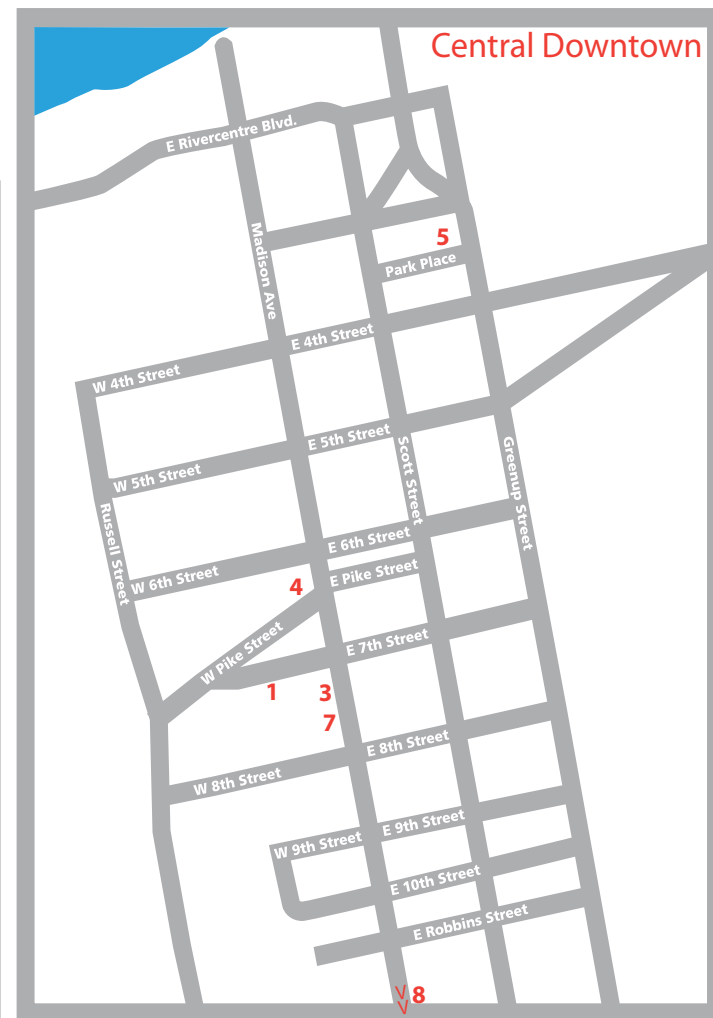 Central Downtown
E Rivercentre Blvd.
Madison Ave
5
Park Place
E 4th Street
W 4th Street
E 5th Street
Scott Street
Greenup Street
W 5th Street
Russell Street
E 6th Street
W 6th Street
4
E Pike Street
W Pike Street
E 7th Street
1
3
7
E 8th Street
W 8th Street
E 9th Street
W 9th Street
E 10th Street
E Robbins Street
>> 8